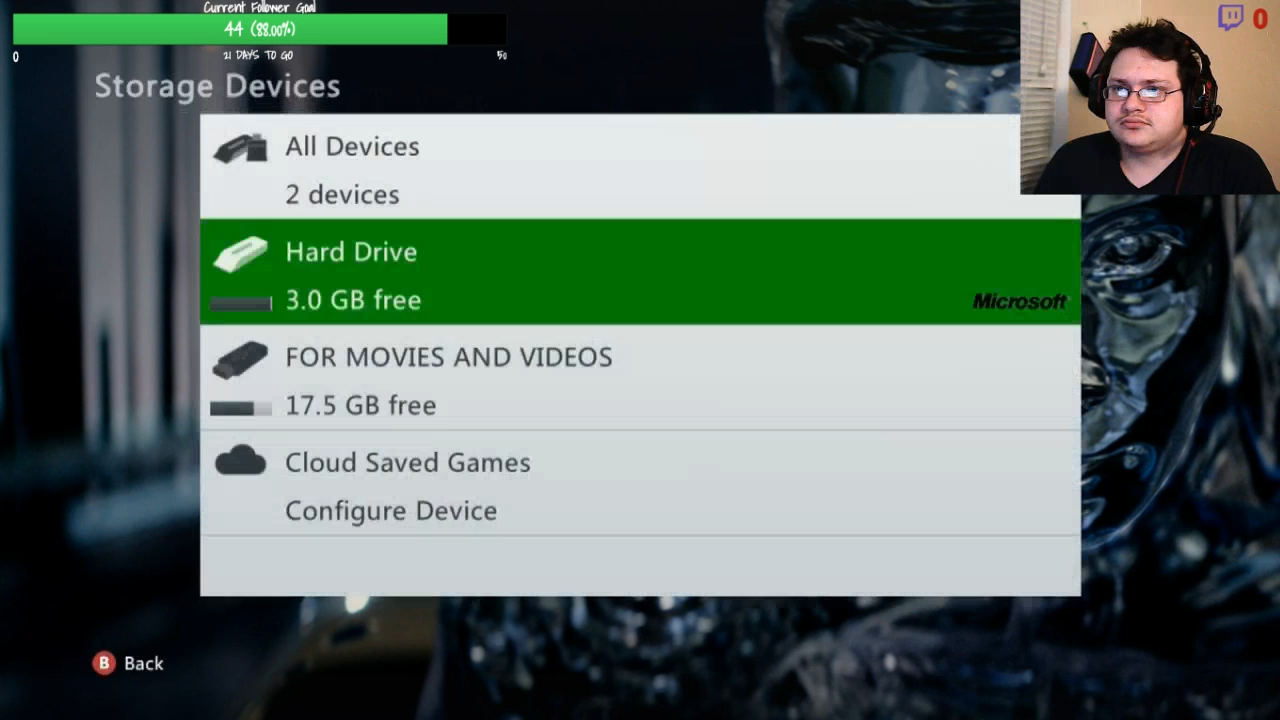 Current Follower Goal
44 (88.00%)
0
21 DAYS TO GO
50
0
Storage Devices
All Devices
2 devices
Hard Drive
3.0 GB free
Microsoft
FOR MOVIES AND VIDEOS
17.5 GB free
Cloud Saved Games
Configure Device
B Back